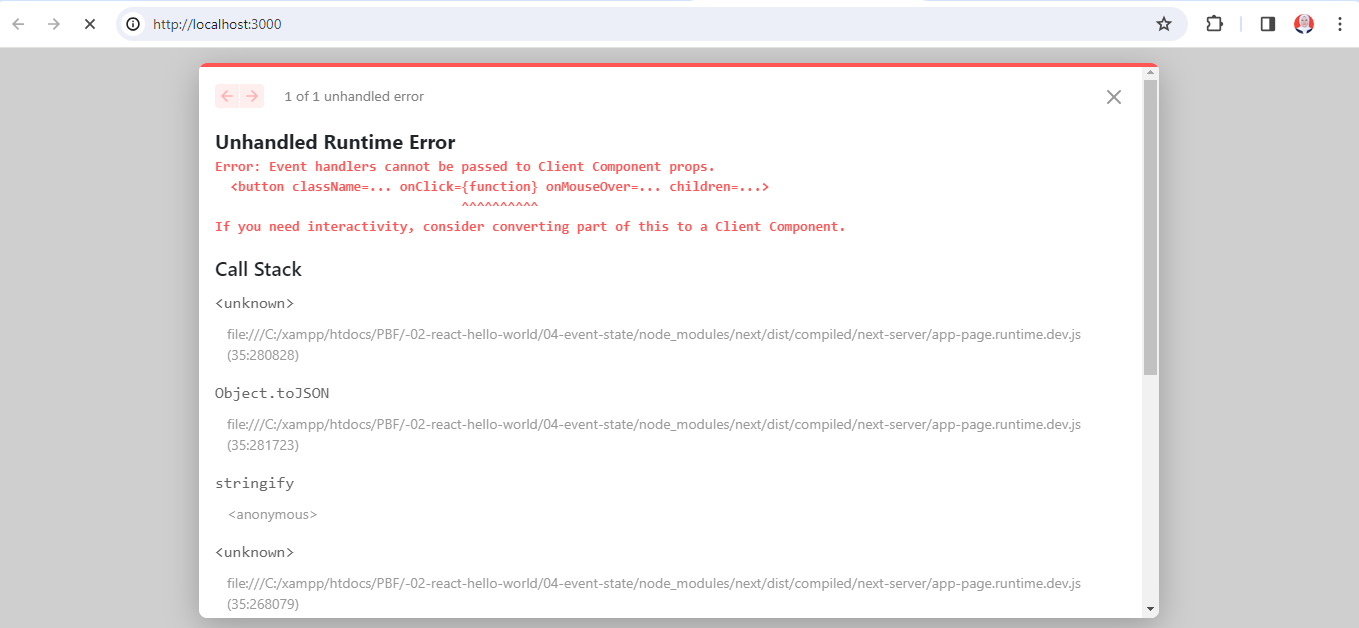 http://localhost:3000
1 of 1 unhandled error
Unhandled Runtime Error
Error: Event handlers cannot be passed to Client Component props.
<button className=... onClick={function} onMouseOver=... children=...>
^^^^^^^^^^
If you need interactivity, consider converting part of this to a Client Component.
Call Stack
<unknown>
file:///C:/xampp/htdocs/PBF/-02-react-hello-world/04-event-state/node_modules/next/dist/compiled/next-server/app-page.runtime.dev.js
(35:280828)
Object.toJSON
file:///C:/xampp/htdocs/PBF/-02-react-hello-world/04-event-state/node_modules/next/dist/compiled/next-server/app-page.runtime.dev.js
(35:281723)
stringify
<anonymous>
<unknown>
file:///C:/xampp/htdocs/PBF/-02-react-hello-world/04-event-state/node_modules/next/dist/compiled/next-server/app-page.runtime.dev.js
(35:268079)